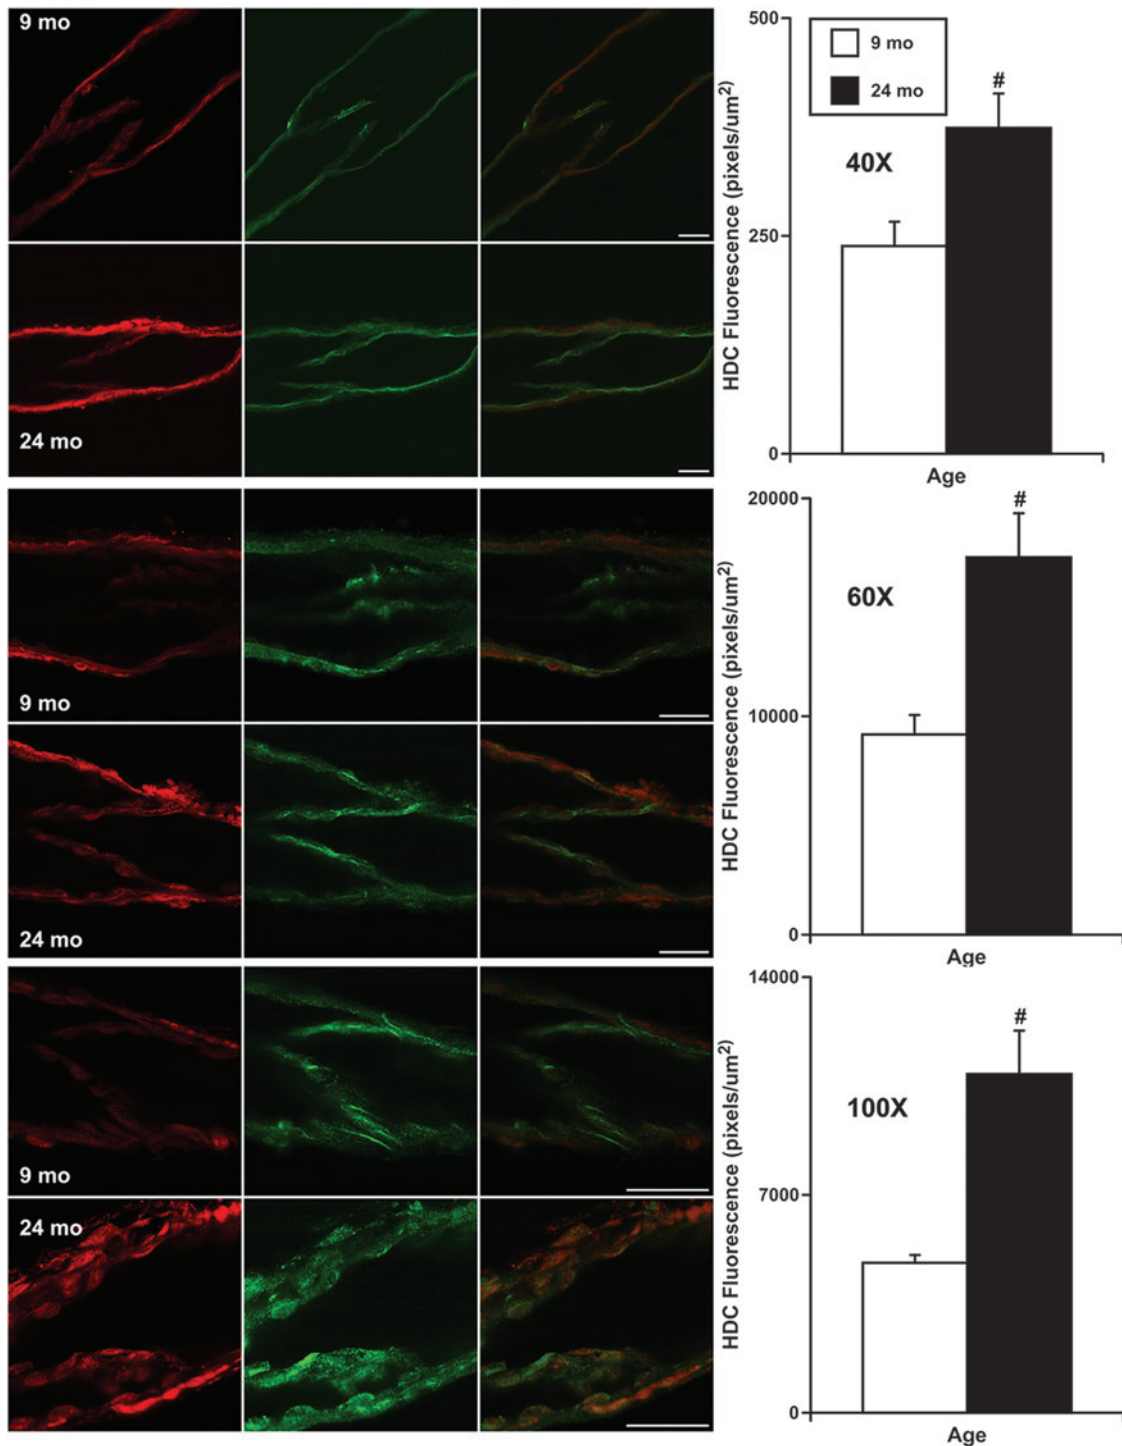 9 mo
24 mo
9 mo
24 mo
9 mo
24 mo
500
9 mo
24 mo
#
40X
250
0
HDC Fluorescence (pixels/um²)
Age
20000
#
60X
10000
0
HDC Fluorescence (pixels/um²)
Age
14000
#
100X
7000
0
HDC Fluorescence (pixels/um²)
Age